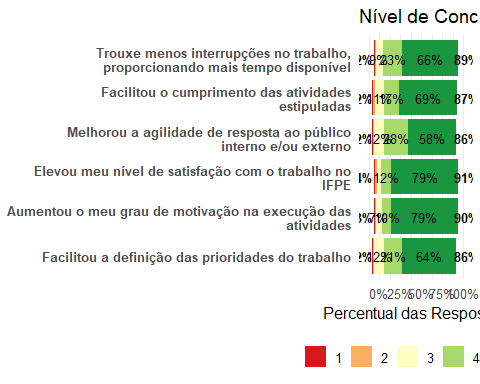 Nível de Conc
Trouxe menos interrupções no trabalho,
proporcionando mais tempo disponível
23% 66% 89%
Facilitou o cumprimento das atividades
estipuladas
17% 69% 87%
Melhorou a agilidade de resposta ao público
interno e/ou externo
28% 58% 86%
Elevou meu nível de satisfação com o trabalho no
IFPE
12% 79% 91%
Aumentou o meu grau de motivação na execução das
atividades
79% 90%
Facilitou a definição das prioridades do trabalho
21% 64% 86%
0% 25% 50% 75% 100%
Percentual das Respos
1 2 3 4